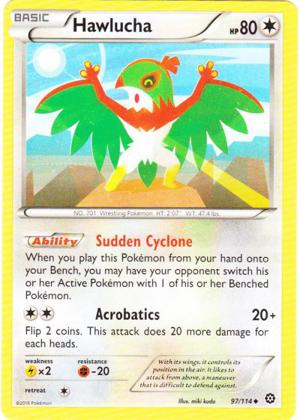 BASIC
Hawlucha HP 80
NO. 701 Wrestling Pokémon HT: 2'07" WT: 47.4 lbs.
Ability Sudden Cyclone
When you play this Pokémon from your hand onto
your Bench, you may have your opponent switch his
or her Active Pokémon with 1 of his or her Benched
Pokémon.
Acrobatics 20+
Flip 2 coins. This attack does 20 more damage for
each heads.
weakness resistance
×2 -20
retreat
With its wings, it controls its
position in the air. It likes to
attack from above, a maneuver
that is difficult to defend against.
Illus. miki kudo 97/114
©2016 Pokémon